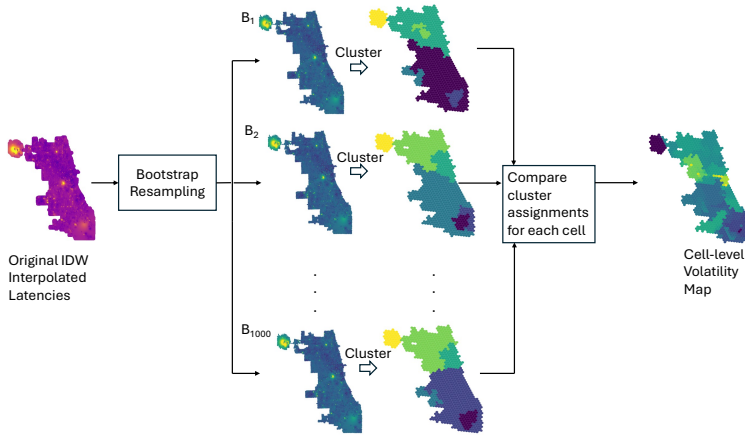 Original IDW
Interpolated
Latencies
Bootstrap
Resampling
B1
Cluster
B2
Cluster
.
.
.
.
.
.
B1000
Cluster
Compare
cluster
assignments
for each cell
Cell-level
Volatility
Map